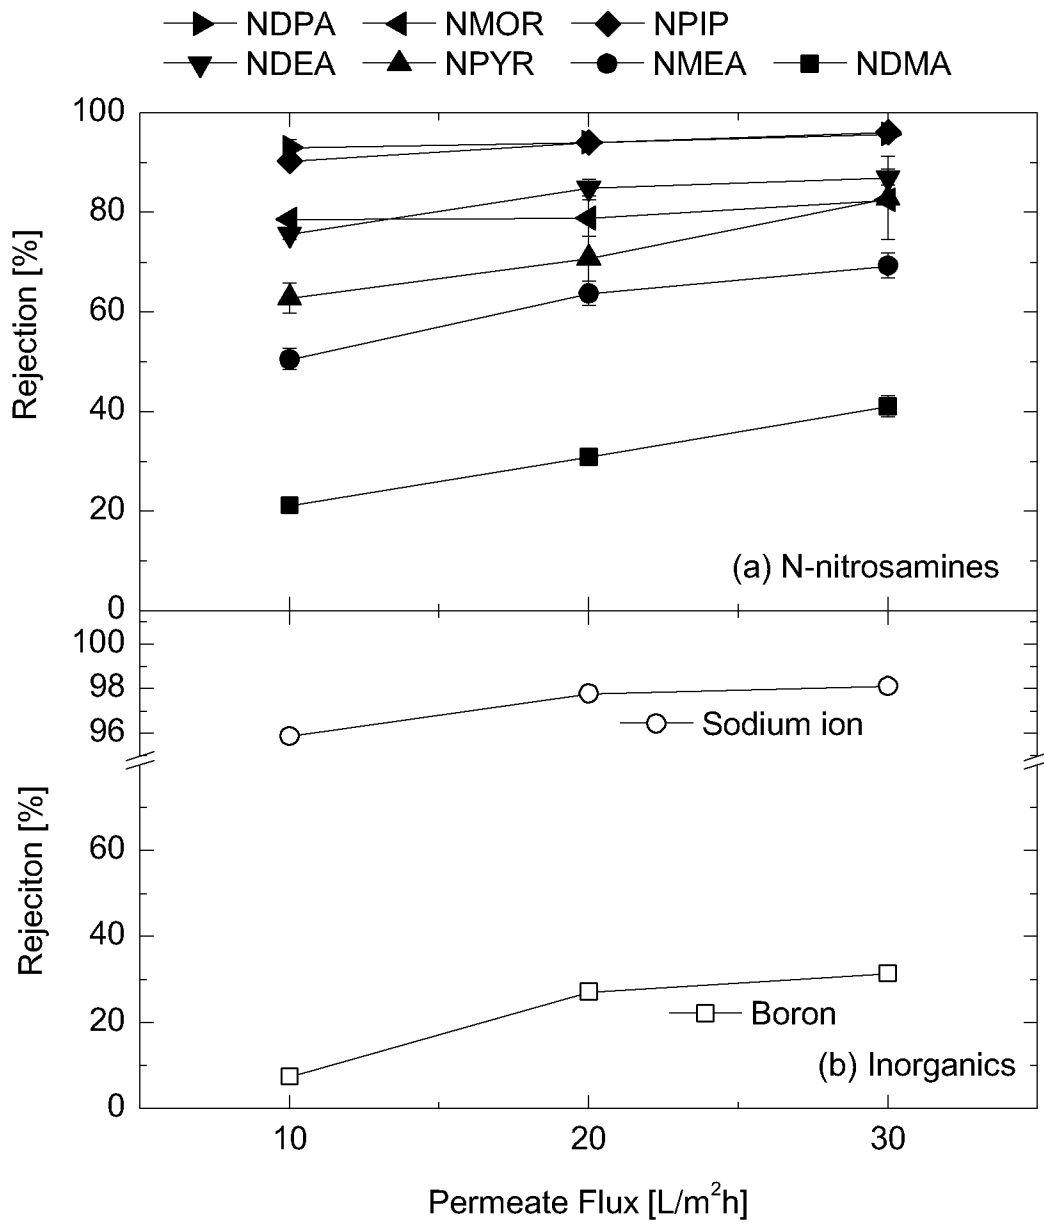 NDPA NMOR NPIP
NDEA NPYR NMEA NDMA
100
80
60
40
20
0
Rejection [%]
(a) N-nitrosamines
100
98
96
60
40
20
0
Rejeciton [%]
Sodium ion
Boron
(b) Inorganics
10 20 30
Permeate Flux [L/m²h]